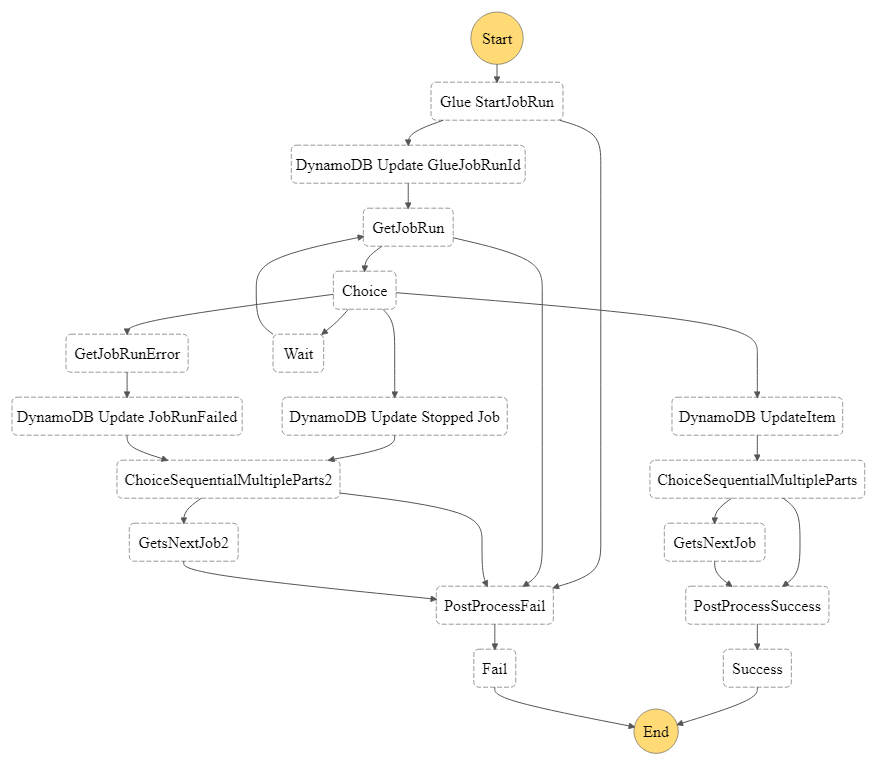 Start
Glue StartJobRun
DynamoDB Update GlueJobRunId
GetJobRun
Choice
GetJobRunError
Wait
DynamoDB Update JobRunFailed
DynamoDB Update Stopped Job
DynamoDB UpdateItem
ChoiceSequentialMultipleParts2
ChoiceSequentialMultipleParts
GetsNextJob2
GetsNextJob
PostProcessFail
PostProcessSuccess
Fail
Success
End